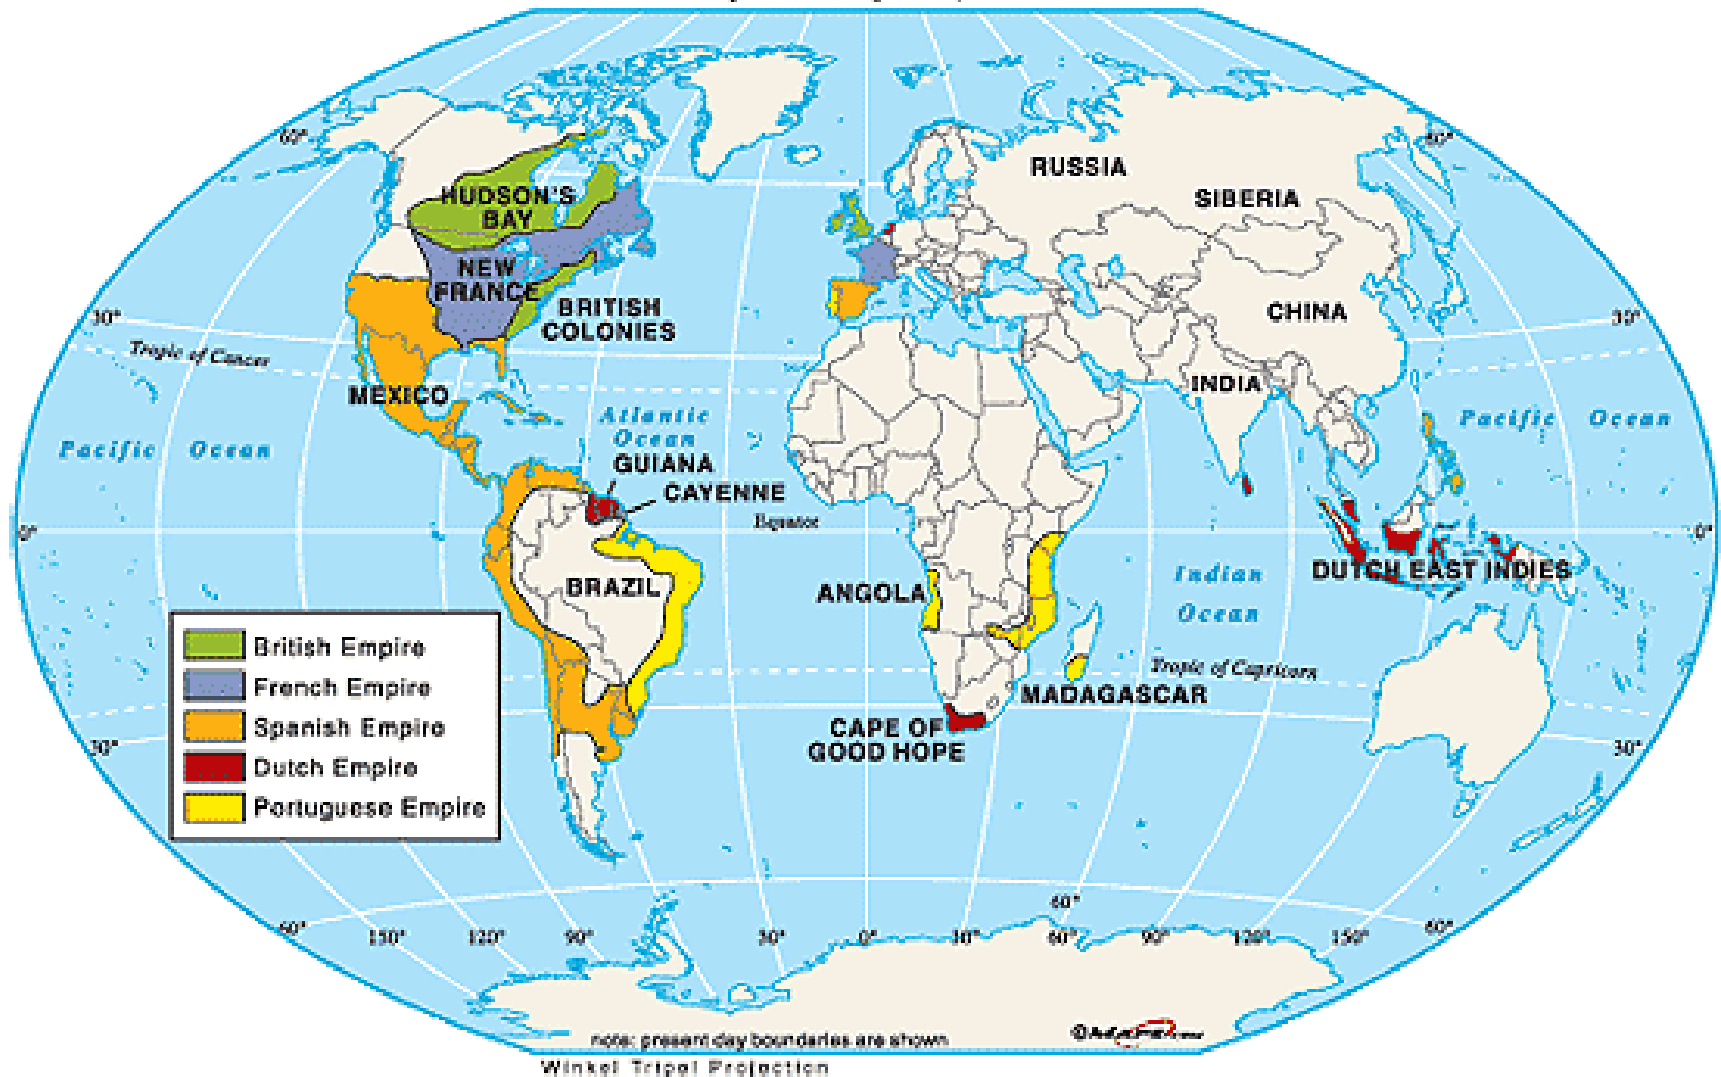 60°
60°
RUSSIA
SIBERIA
HUDSON'S
BAY
NEW
FRANCE
BRITISH
COLONIES
CHINA
30°
30°
Tropic of Cancer
INDIA
MEXICO
Atlantic
Ocean
Pacific Ocean
Pacific Ocean
GUIANA
CAYENNE
Equator
0°
0°
BRAZIL
ANGOLA
Indian
Ocean
DUTCH EAST INDIES
British Empire
French Empire
Spanish Empire
Dutch Empire
Portuguese Empire
Tropic of Capricorn
MADAGASCAR
CAPE OF
GOOD HOPE
30°
30°
60°
60°
60°
150° 120° 90° 30° 0° 30° 60° 90° 120° 150°
note: present day boundaries are shown
Winkel Tripel Projection